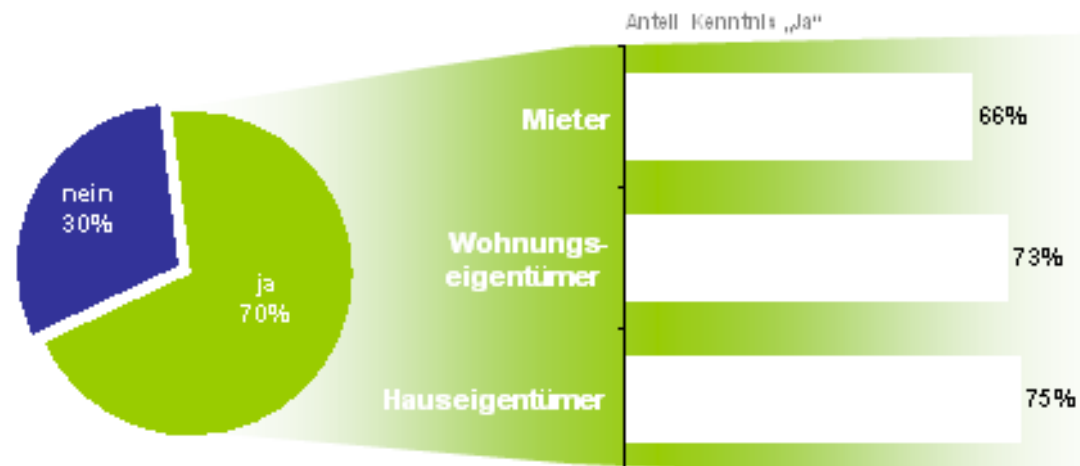 Anteil Kenntnis „Ja“
Mieter
66%
nein
30%
Wohnungs-
eigentümer
73%
ja
70%
Hauseigentümer
75%